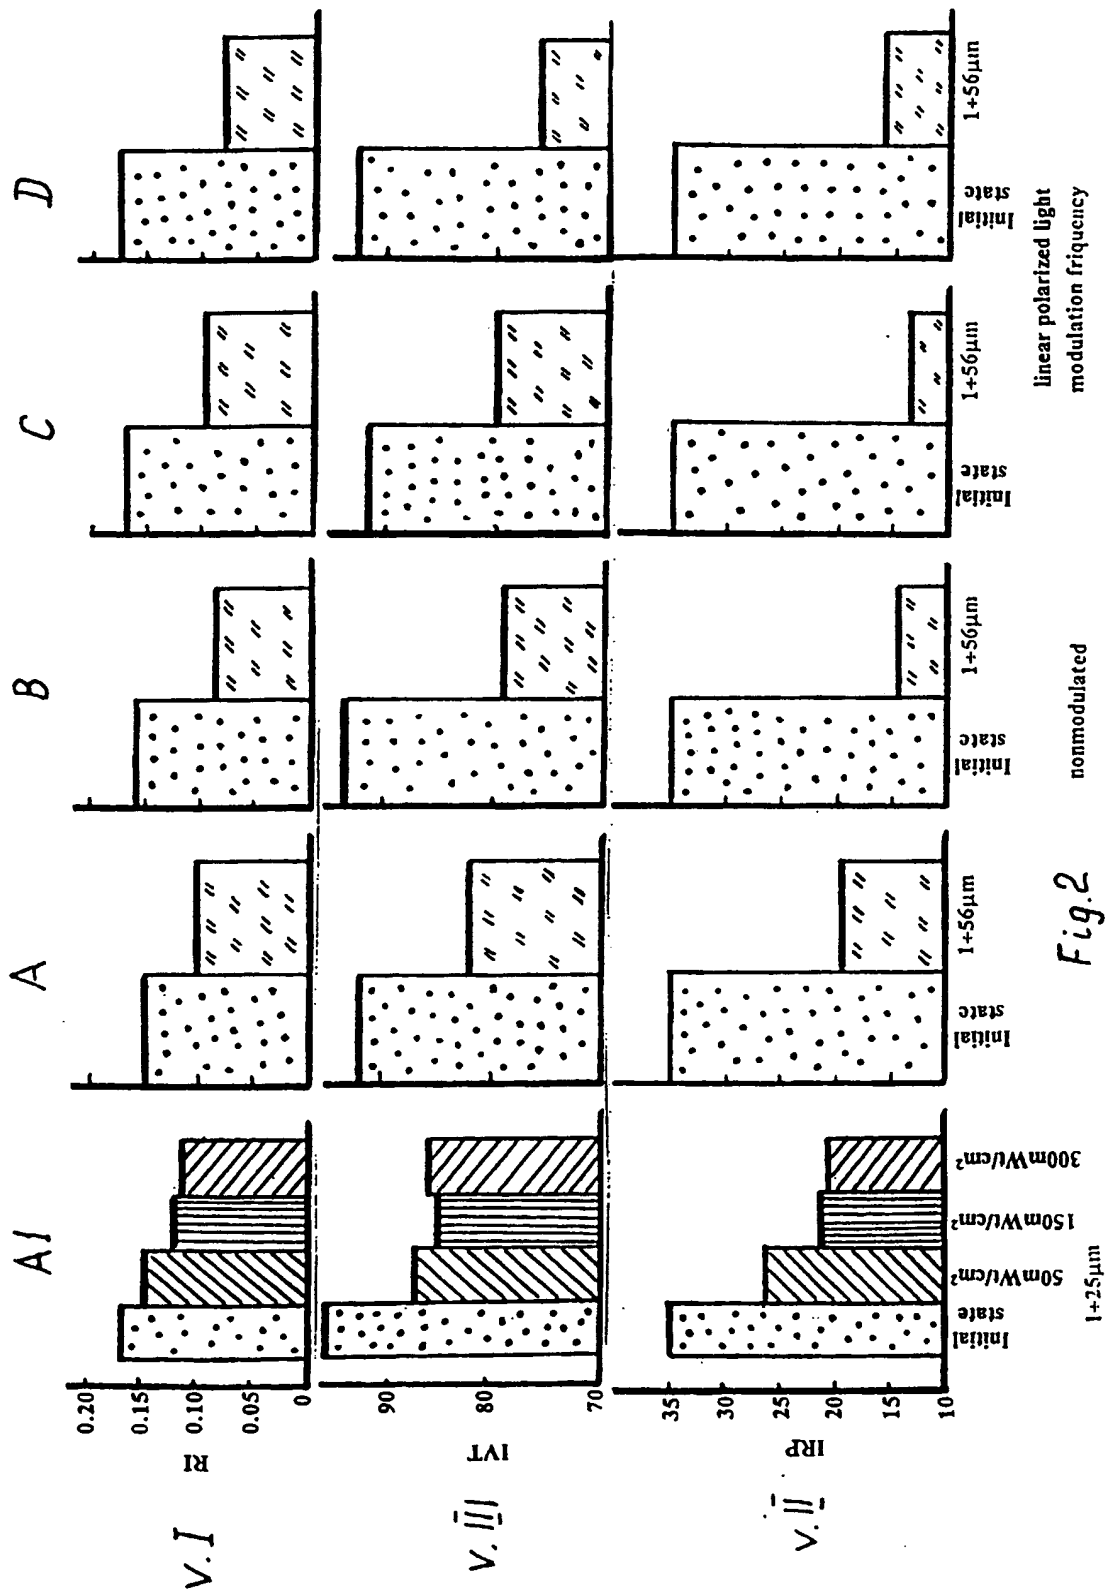 A1
A
B
C
D
V. I
RI
0.20
0.15
0.10
0.05
0
V. III
IVT
90
80
70
V. II
IRP
35
30
25
20
15
10
Initial
state
50mWt/cm²
150mWt/cm²
300mWt/cm²
Initial
state
1+56µm
Initial
state
1+56µm
Initial
state
1+56µm
Initial
state
1+56µm
1+25µm
nonmodulated
linear polarized light
modulation friquency
Fig.2